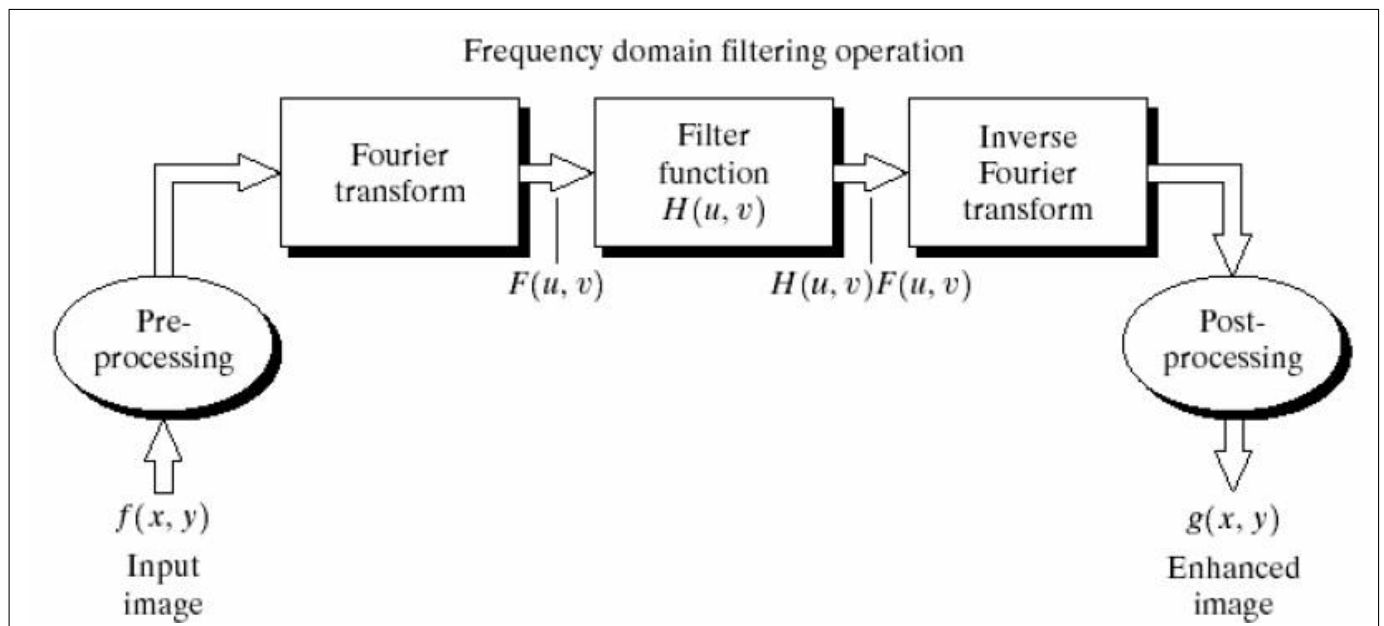 Frequency domain filtering operation
Fourier
transform
Filter
function
H(u, v)
Inverse
Fourier
transform
F(u, v)
H(u, v)F(u, v)
Pre-
processing
Post-
processing
f(x, y)
Input
image
g(x, y)
Enhanced
image